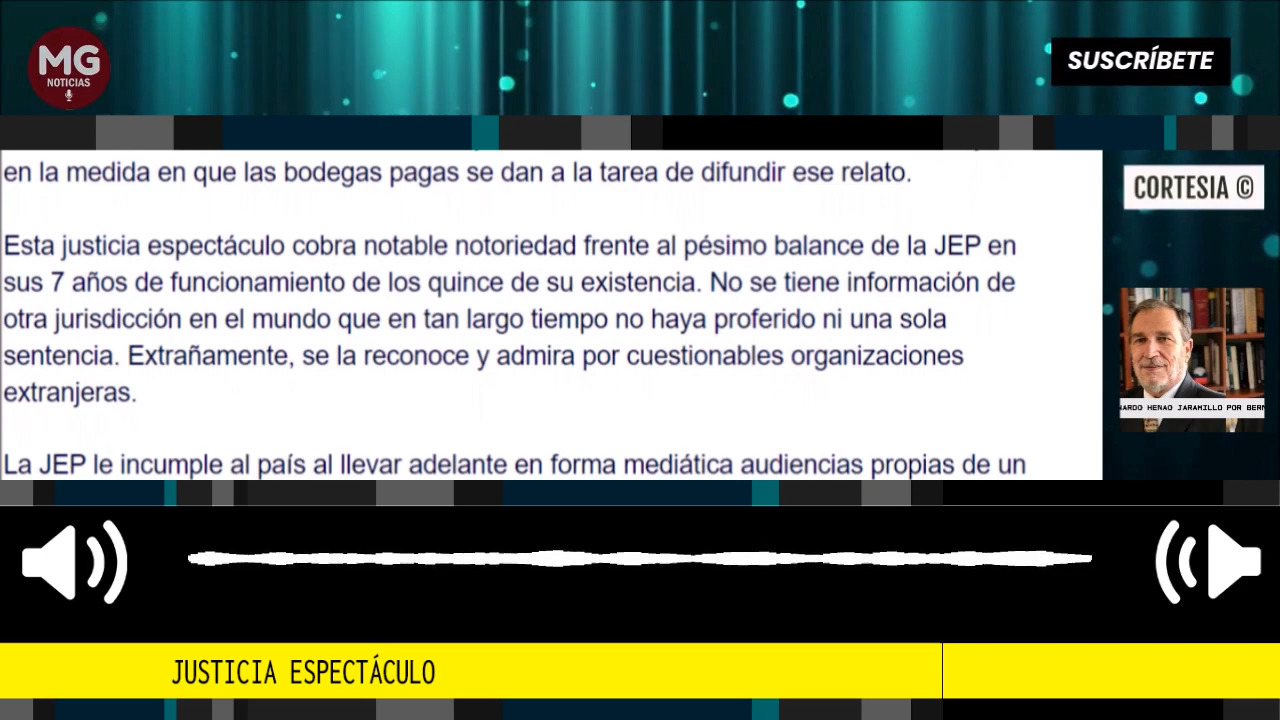 MG
NOTICIAS
SUSCRÍBETE
en la medida en que las bodegas pagas se dan a la tarea de difundir ese relato.
CORTESIA ©
Esta justicia espectáculo cobra notable notoriedad frente al pésimo balance de la JEP en
sus 7 años de funcionamiento de los quince de su existencia. No se tiene información de
otra jurisdicción en el mundo que en tan largo tiempo no haya proferido ni una sola
sentencia. Extrañamente, se la reconoce y admira por cuestionables organizaciones
extranjeras.
HENAO JARAMILLO POR
La JEP le incumple al país al llevar adelante en forma mediática audiencias propias de un
JUSTICIA ESPECTÁCULO